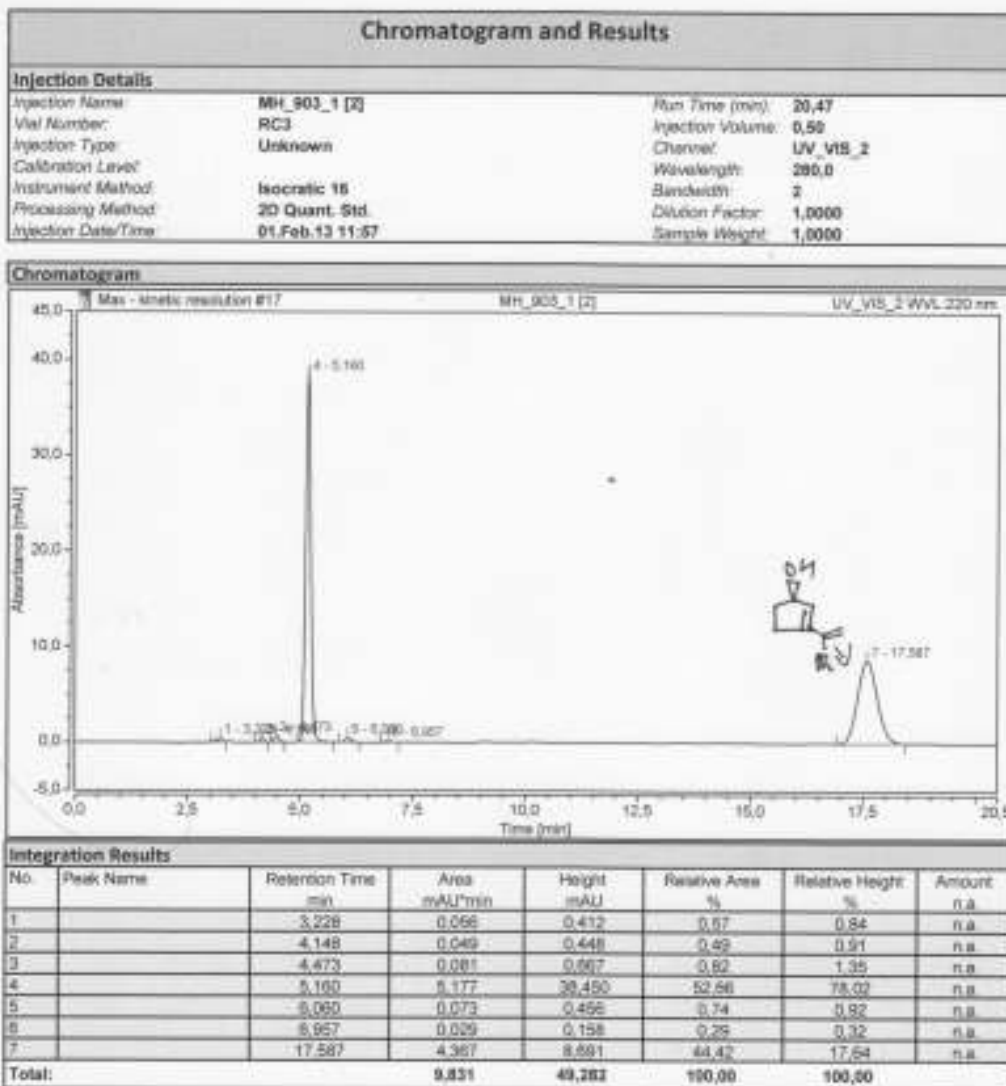 Chromatogram and Results
Injection Details
Injection Name: MH_903_1 [2] Run Time (min): 20,47
Vial Number: RC3 Injection Volume: 0,50
Injection Type: Unknown Channel: UV_VIS_2
Calibration Level: Wavelength: 280,0
Instrument Method: Isocratic 16 Bandwidth: 2
Processing Method: 2D Quant. Std. Dilution Factor: 1,0000
Injection Date/Time: 01.Feb.13 11:57 Sample Weight: 1,0000
Chromatogram
Max - kinetic resolution #17 MH_903_1 [2] UV_VIS_2 WVL:220 nm
45,0
40,0
30,0
20,0
10,0
0,0
-5,0
Absorbance [mAU]
4 - 5.160
OH
7 - 17.587
0,0 2,5 5,0 7,5 10,0 12,5 15,0 17,5 20,5
Time [min]
Integration Results
No. Peak Name Retention Time Area Height Relative Area Relative Height Amount
min mAU*min mAU % % n.a.
1 3,228 0,056 0,412 0,57 0,84 n.a.
2 4,148 0,049 0,448 0,49 0,91 n.a.
3 4,473 0,081 0,667 0,82 1,35 n.a.
4 5,160 5,177 38,450 52,66 78,02 n.a.
5 6,060 0,073 0,456 0,74 0,92 n.a.
6 6,957 0,029 0,158 0,29 0,32 n.a.
7 17,587 4,367 8,691 44,42 17,64 n.a.
Total: 9,831 49,282 100,00 100,00